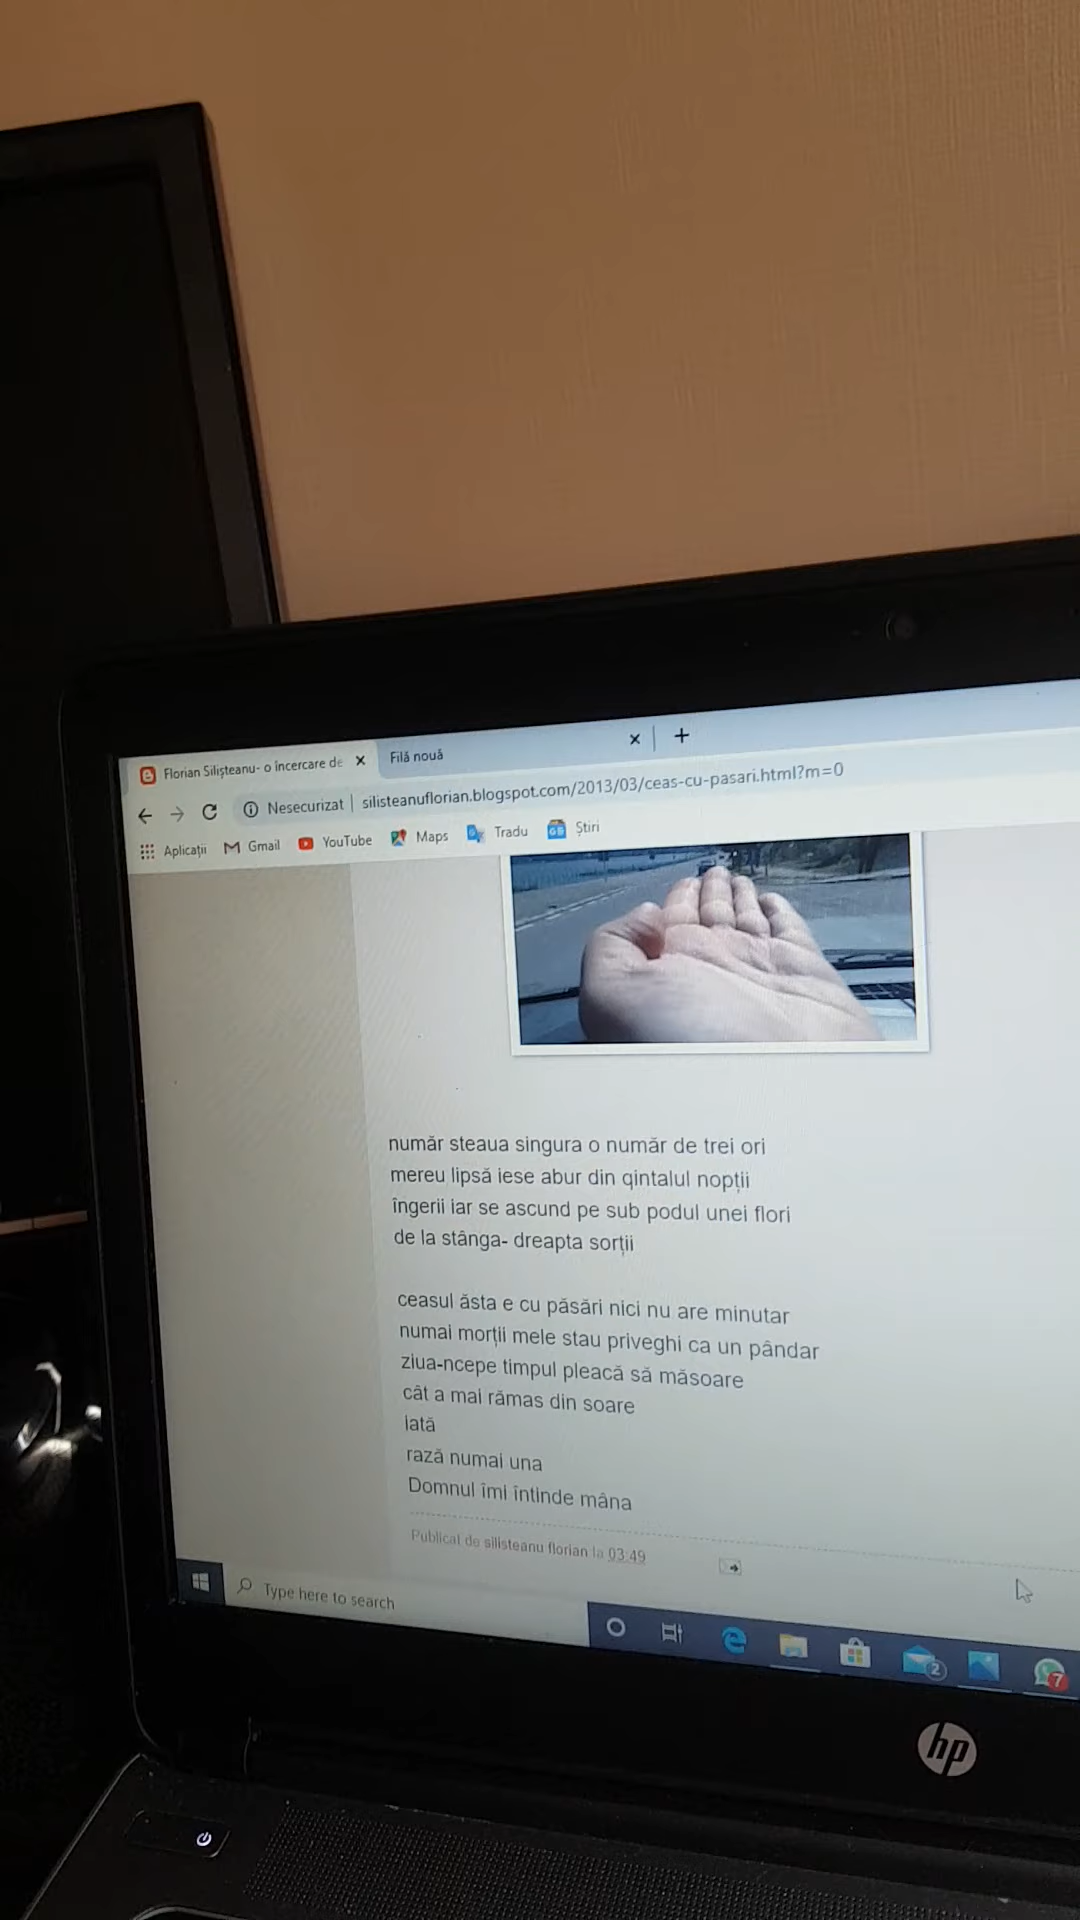 Florian Silișteanu- o încercare de
Filă nouă
Nesecurizat
silisteanuflorian.blogspot.com/2013/03/ceas-cu-pasari.html?m=0
Aplicații
Gmail
YouTube
Maps
Tradu
Știri
număr steaua singura o număr de trei ori
mereu lipsă iese abur din qintalul nopții
îngerii iar se ascund pe sub podul unei flori
de la stânga- dreapta sorții
ceasul ăsta e cu păsări nici nu are minutar
numai morții mele stau priveghi ca un pândar
ziua-ncepe timpul pleacă să măsoare
cât a mai rămas din soare
iată
rază numai una
Domnul îmi întinde mâna
Publicat de silisteanu florian la 03:49
Type here to search
2
7
hp